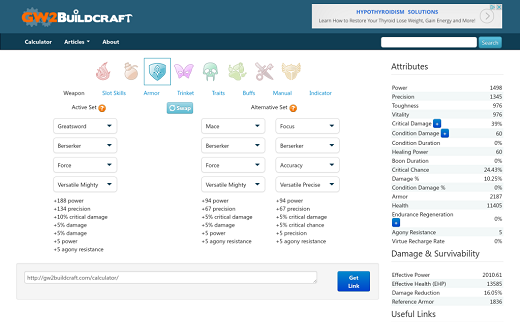 GW2BUILDCRAFT
HYPOTHYROIDISM SOLUTIONS
Learn How to Restore Your Thyroid Lose Weight, Gain Energy and More!
Calculator
Articles
About
Search
Weapon
Slot Skills
Armor
Trinket
Traits
Buffs
Manual
Indicator
Active Set
Swap
Alternative Set
Greatsword
Mace
Focus
Berserker
Berserker
Berserker
Force
Force
Accuracy
Versatile Mighty
Versatile Mighty
Versatile Precise
+188 power
+134 precision
+10% critical damage
+5% damage
+5% damage
+5 power
+5 agony resistance
+94 power
+67 precision
+5% critical damage
+5% damage
+5 power
+5 agony resistance
+94 power
+67 precision
+5% critical damage
+5% critical chance
+5 precision
+5 agony resistance
http://gw2buildcraft.com/calculator/
Get
Link
Attributes
Power 1498
Precision 1345
Toughness 976
Vitality 976
Critical Damage + 39%
Condition Damage + 60
Condition Duration 0%
Healing Power 60
Boon Duration 0%
Critical Chance 24.43%
Damage % 10.25%
Condition Damage % 0%
Armor 2187
Health 11405
Endurance Regeneration + 0%
Agony Resistance 5
Virtue Recharge Rate 0%
Damage & Survivability
Effective Power 2010.61
Effective Health (EHP) 13585
Damage Reduction 16.05%
Reference Armor 1836
Useful Links